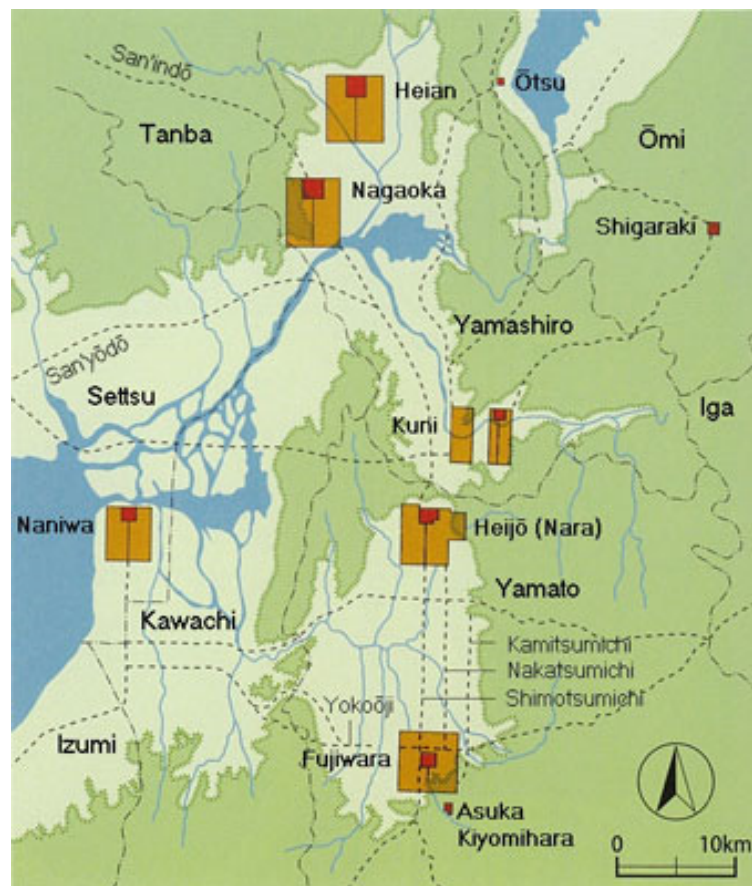 San'indō
Heian
Ōtsu
Tanba
Ōmi
Nagaoka
Shigaraki
Yamashiro
San'yōdō
Settsu
Kuni
Iga
Naniwa
Heijō (Nara)
Yamato
Kawachi
Kamitsumichi
Nakatsumichi
Shimotsumichi
Yokoōji
Izumi
Fujiwara
Asuka
Kiyomihara
0 10km